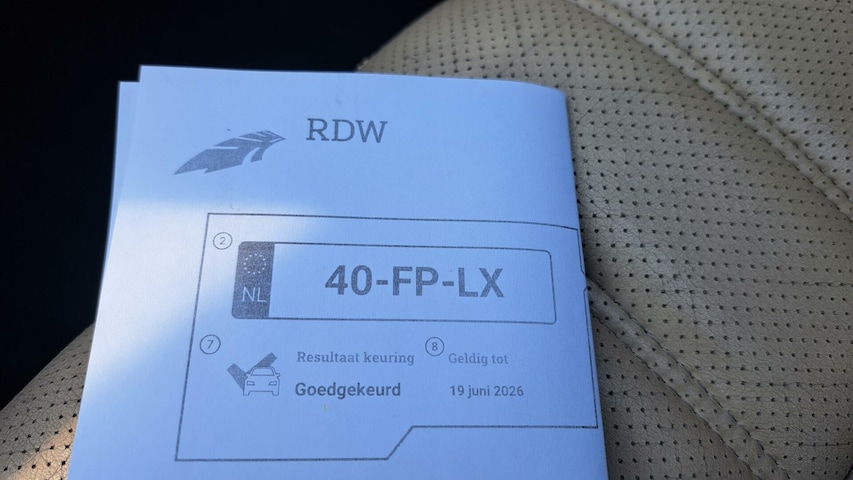 RDW
2
NL 40-FP-LX
7 Resultaat keuring 8 Geldig tot
Goedgekeurd 19 juni 2026